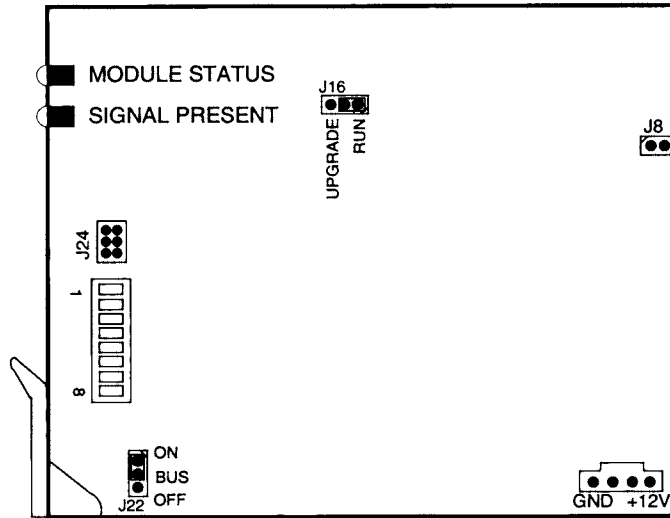 MODULE STATUS
SIGNAL PRESENT
J16
UPGRADE
RUN
J8
J24
1
8
ON
BUS
OFF
J22
GND +12V